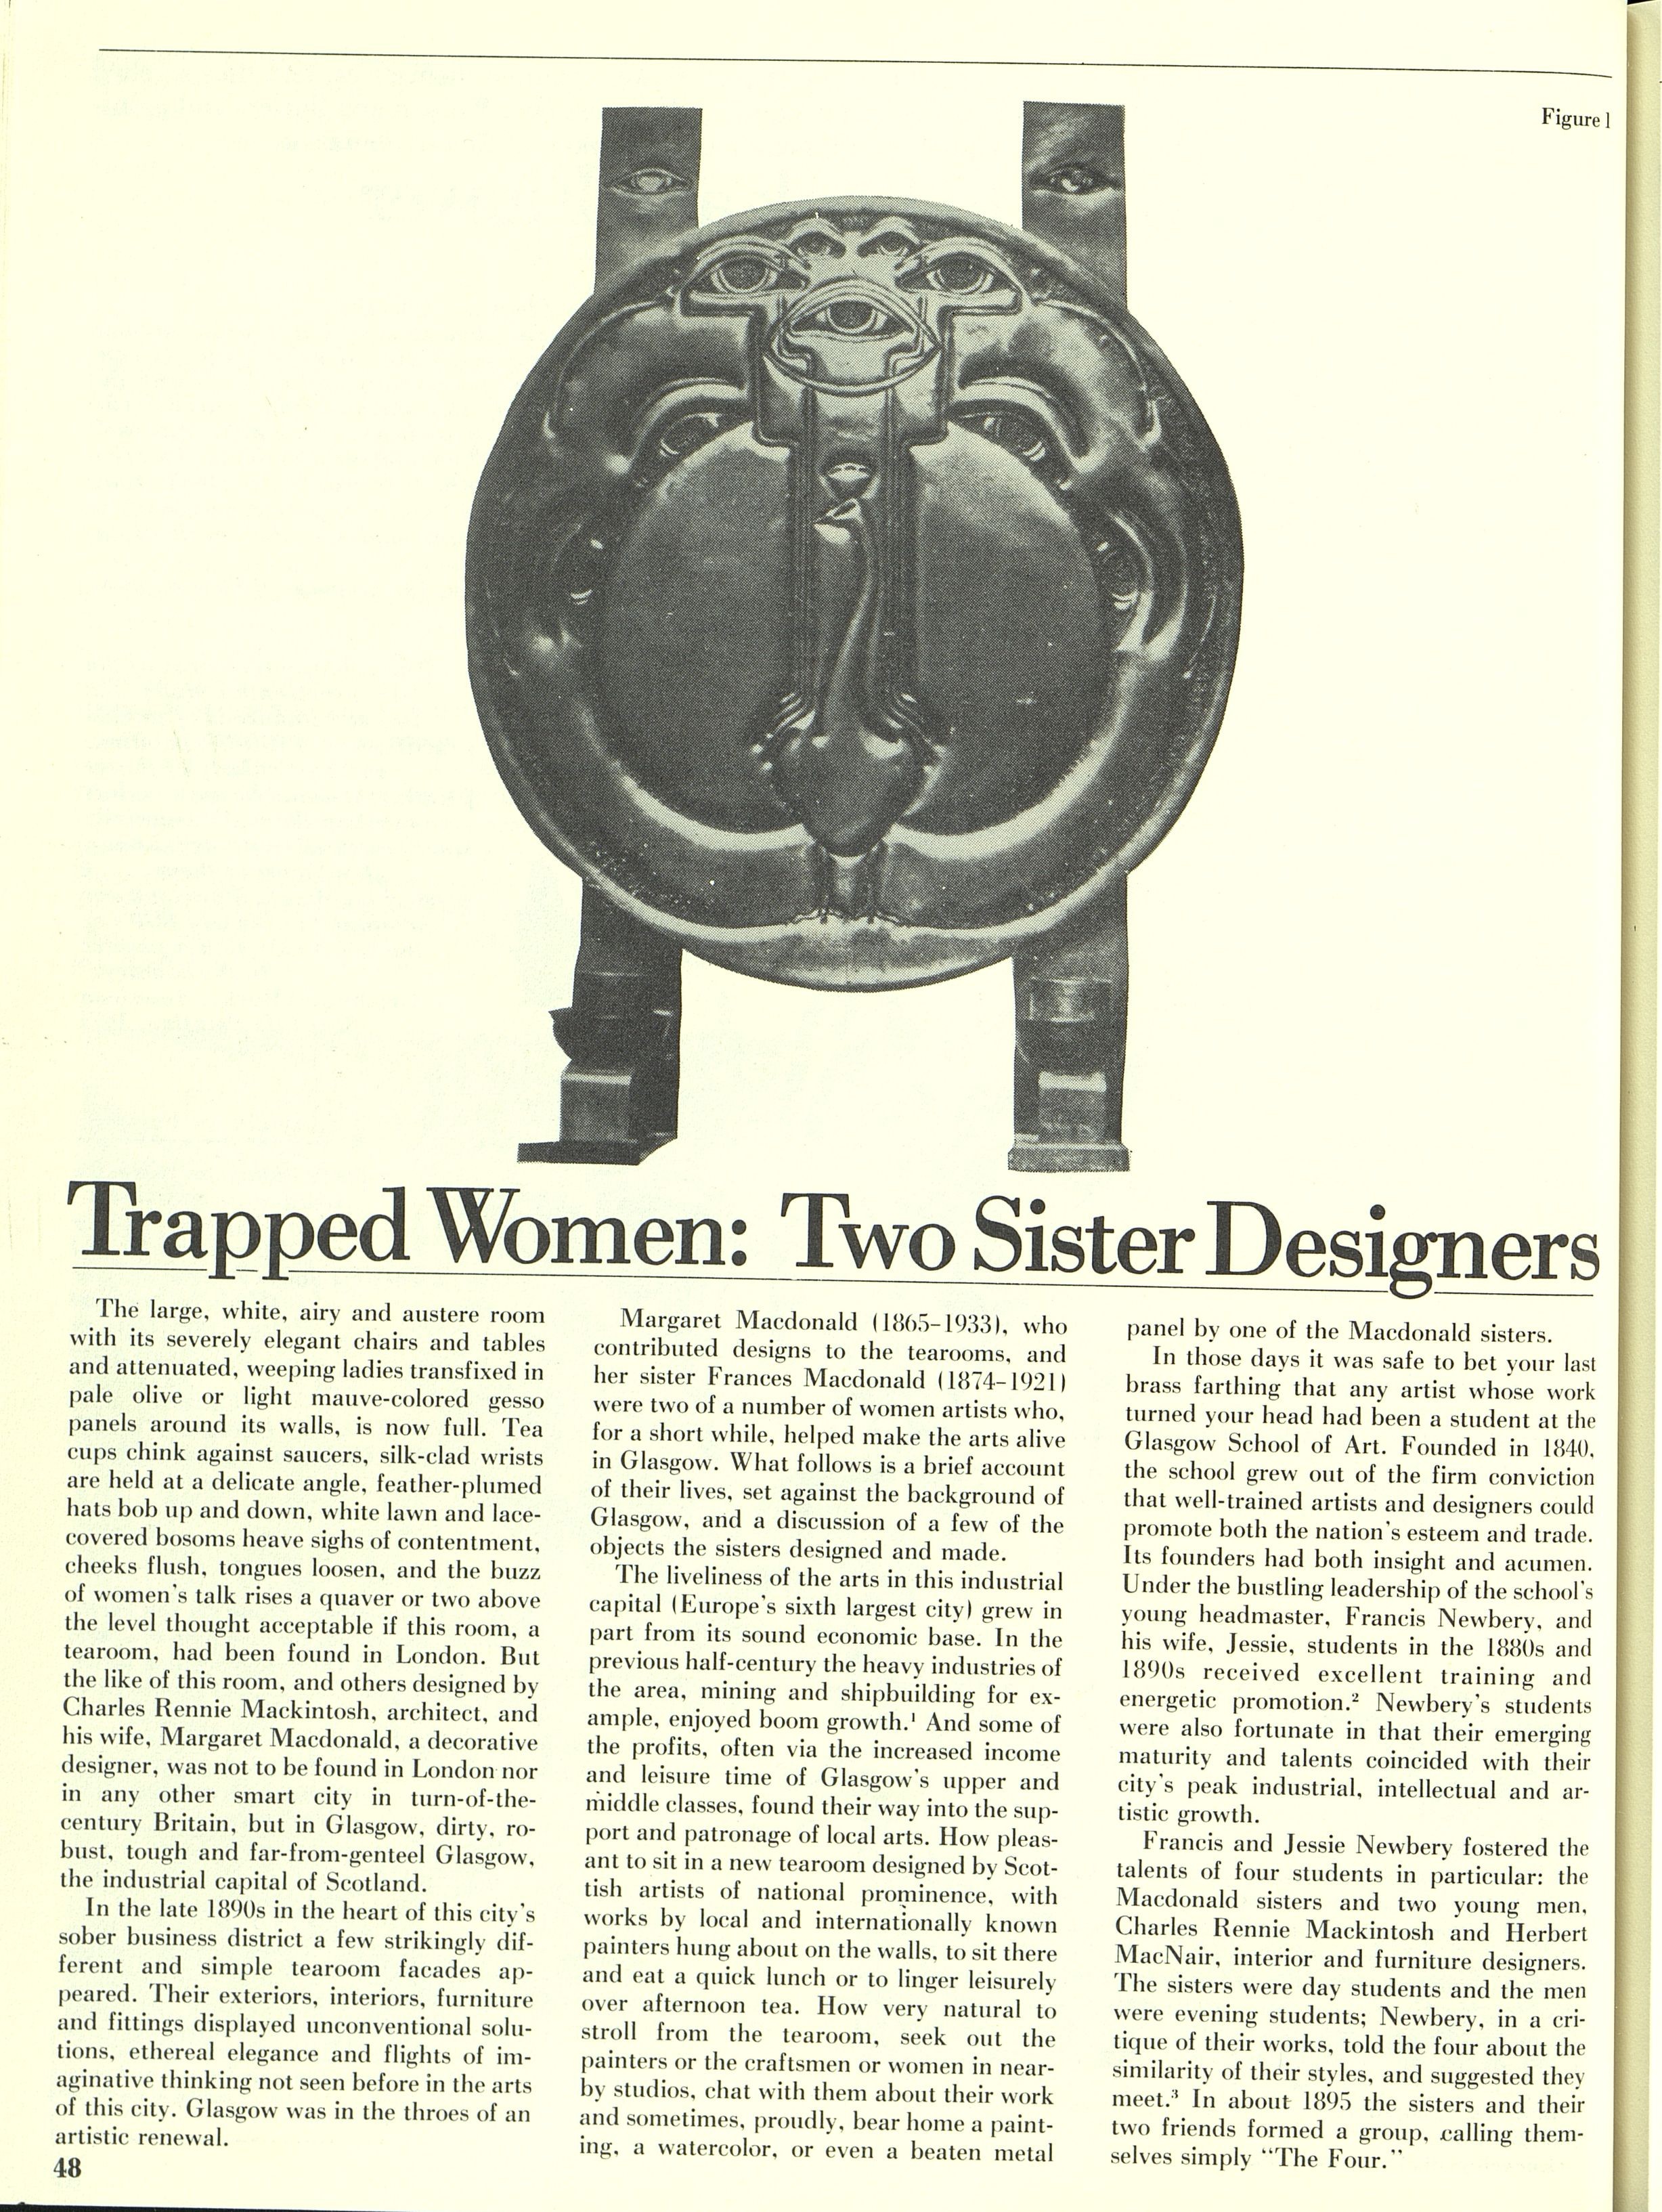 Figure 1
Trapped Women: Two Sister Designers
The large, white, airy and austere room
with its severely elegant chairs and tables
and attenuated, weeping ladies transfixed in
pale olive or light mauve-colored gesso
panels around its walls, is now full. Tea
cups chink against saucers, silk-clad wrists
are held at a delicate angle, feather-plumed
hats bob up and down, white lawn and lace-
covered bosoms heave sighs of contentment,
cheeks flush, tongues loosen, and the buzz
of women's talk rises a quaver or two above
the level thought acceptable if this room, a
tearoom, had been found in London. But
the like of this room, and others designed by
Charles Rennie Mackintosh, architect, and
his wife, Margaret Macdonald, a decorative
designer, was not to be found in London nor
in any other smart city in turn-of-the-
century Britain, but in Glasgow, dirty, ro-
bust, tough and far-from-genteel Glasgow,
the industrial capital of Scotland.
In the late 1890s in the heart of this city's
sober business district a few strikingly dif-
ferent and simple tearoom facades ap-
peared. Their exteriors, interiors, furniture
and fittings displayed unconventional solu-
tions, ethereal elegance and flights of im-
aginative thinking not seen before in the arts
of this city. Glasgow was in the throes of an
artistic renewal.
48
Margaret Macdonald (1865-1933), who
contributed designs to the tearooms, and
her sister Frances Macdonald (1874-1921)
were two of a number of women artists who,
for a short while, helped make the arts alive
in Glasgow. What follows is a brief account
of their lives, set against the background of
Glasgow, and a discussion of a few of the
objects the sisters designed and made.
The liveliness of the arts in this industrial
capital (Europe's sixth largest city) grew in
part from its sound economic base. In the
previous half-century the heavy industries of
the area, mining and shipbuilding for ex-
ample, enjoyed boom growth.¹ And some of
the profits, often via the increased income
and leisure time of Glasgow's upper and
middle classes, found their way into the sup-
port and patronage of local arts. How pleas-
ant to sit in a new tearoom designed by Scot-
tish artists of national prominence, with
works by local and internationally known
painters hung about on the walls, to sit there
and eat a quick lunch or to linger leisurely
over afternoon tea. How very natural to
stroll from the tearoom, seek out the
painters or the craftsmen or women in near-
by studios, chat with them about their work
and sometimes, proudly, bear home a paint-
ing, a watercolor, or even a beaten metal
panel by one of the Macdonald sisters.
In those days it was safe to bet your last
brass farthing that any artist whose work
turned your head had been a student at the
Glasgow School of Art. Founded in 1840,
the school grew out of the firm conviction
that well-trained artists and designers could
promote both the nation's esteem and trade.
Its founders had both insight and acumen.
Under the bustling leadership of the school's
young headmaster, Francis Newbery, and
his wife, Jessie, students in the 1880s and
1890s received excellent training and
energetic promotion.² Newbery's students
were also fortunate in that their emerging
maturity and talents coincided with their
city's peak industrial, intellectual and ar-
tistic growth.
Francis and Jessie Newbery fostered the
talents of four students in particular: the
Macdonald sisters and two young men,
Charles Rennie Mackintosh and Herbert
MacNair, interior and furniture designers.
The sisters were day students and the men
were evening students; Newbery, in a cri-
tique of their works, told the four about the
similarity of their styles, and suggested they
meet.³ In about 1895 the sisters and their
two friends formed a group, calling them-
selves simply "The Four."